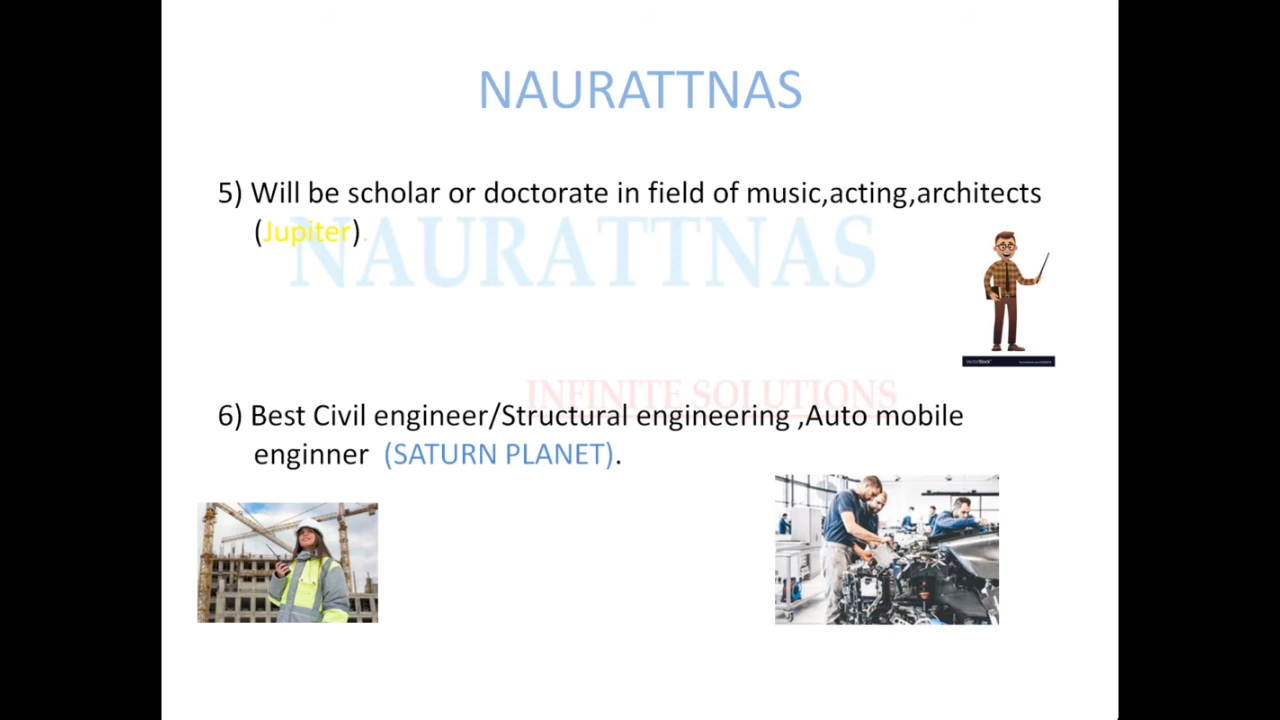 NAURATTNAS
5) Will be scholar or doctorate in field of music,acting,architects
(Jupiter).
NAURATTNAS
VectorStock
INFINITE SOLUTIONS
6) Best Civil engineer/Structural engineering ,Auto mobile
enginner (SATURN PLANET).